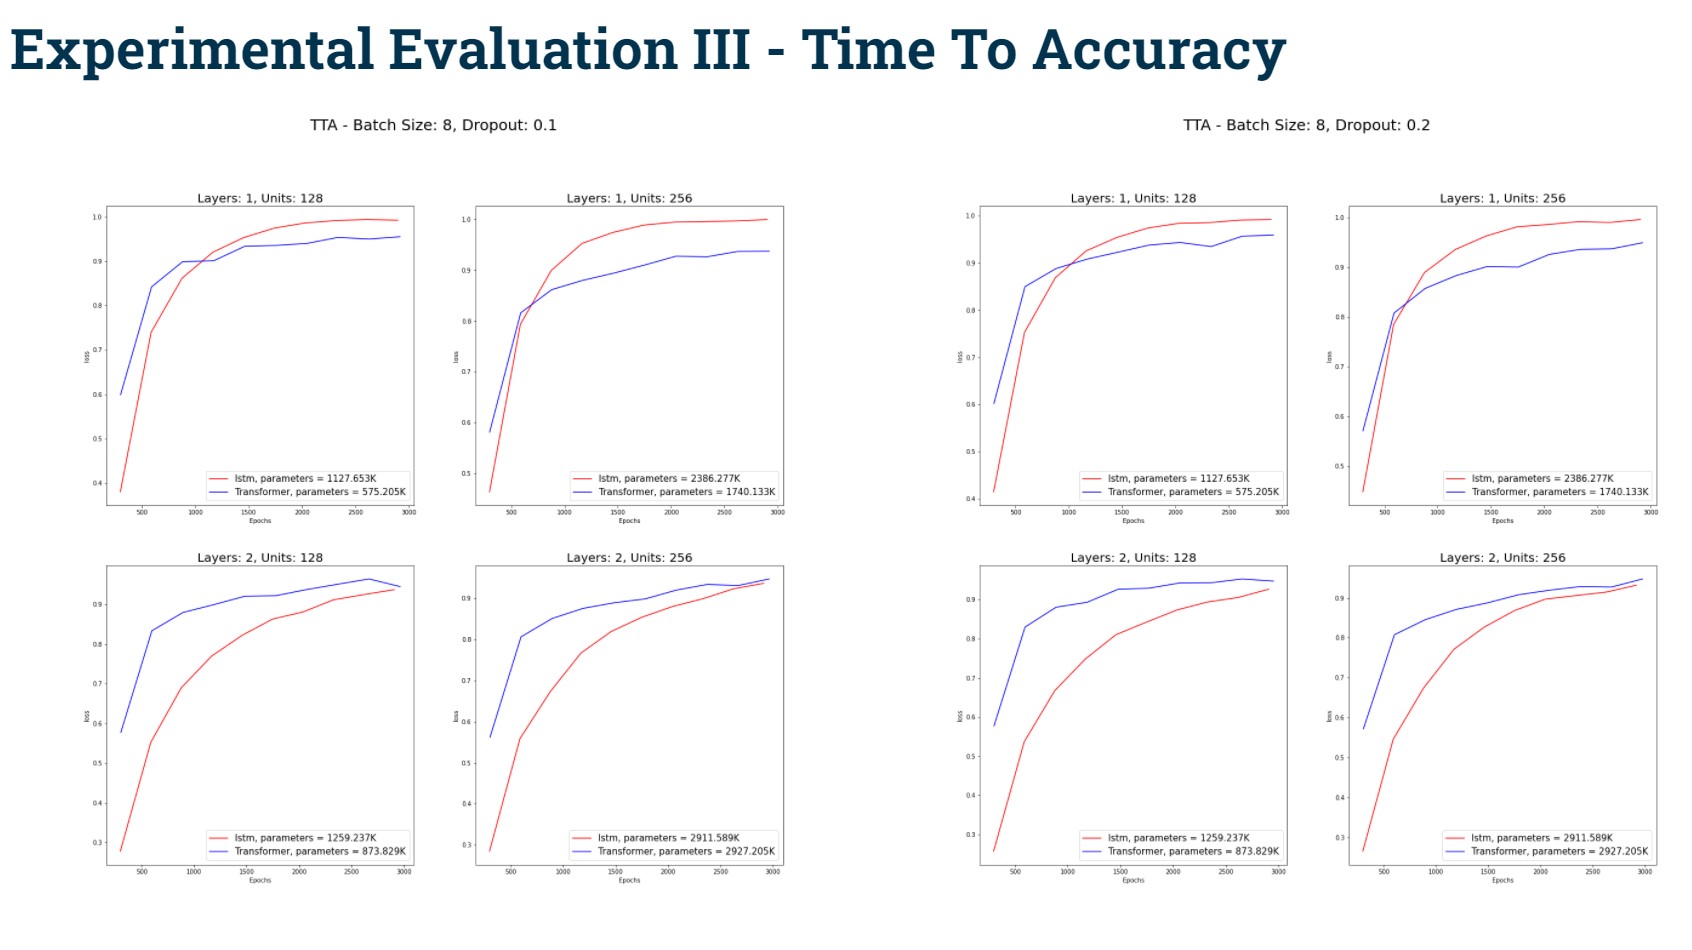 Experimental Evaluation III - Time To Accuracy
TTA - Batch Size: 8, Dropout: 0.1
Layers: 1, Units: 128
1.0
0.9
0.8
0.7
0.6
0.5
0.4
loss
lstm, parameters = 1127.653K
Transformer, parameters = 575.205K
500 1000 1500 2000 2500 3000
Epochs
Layers: 1, Units: 256
1.0
0.9
0.8
0.7
0.6
0.5
loss
lstm, parameters = 2386.277K
Transformer, parameters = 1740.133K
500 1000 1500 2000 2500 3000
Epochs
Layers: 2, Units: 128
0.9
0.8
0.7
0.6
0.5
0.4
0.3
loss
lstm, parameters = 1259.237K
Transformer, parameters = 873.829K
500 1000 1500 2000 2500 3000
Epochs
Layers: 2, Units: 256
0.9
0.8
0.7
0.6
0.5
0.4
0.3
loss
lstm, parameters = 2911.589K
Transformer, parameters = 2927.205K
500 1000 1500 2000 2500 3000
Epochs
TTA - Batch Size: 8, Dropout: 0.2
Layers: 1, Units: 128
1.0
0.9
0.8
0.7
0.6
0.5
0.4
loss
lstm, parameters = 1127.653K
Transformer, parameters = 575.205K
500 1000 1500 2000 2500 3000
Epochs
Layers: 1, Units: 256
1.0
0.9
0.8
0.7
0.6
0.5
loss
lstm, parameters = 2386.277K
Transformer, parameters = 1740.133K
500 1000 1500 2000 2500 3000
Epochs
Layers: 2, Units: 128
0.9
0.8
0.7
0.6
0.5
0.4
0.3
loss
lstm, parameters = 1259.237K
Transformer, parameters = 873.829K
500 1000 1500 2000 2500 3000
Epochs
Layers: 2, Units: 256
0.9
0.8
0.7
0.6
0.5
0.4
0.3
loss
lstm, parameters = 2911.589K
Transformer, parameters = 2927.205K
500 1000 1500 2000 2500 3000
Epochs